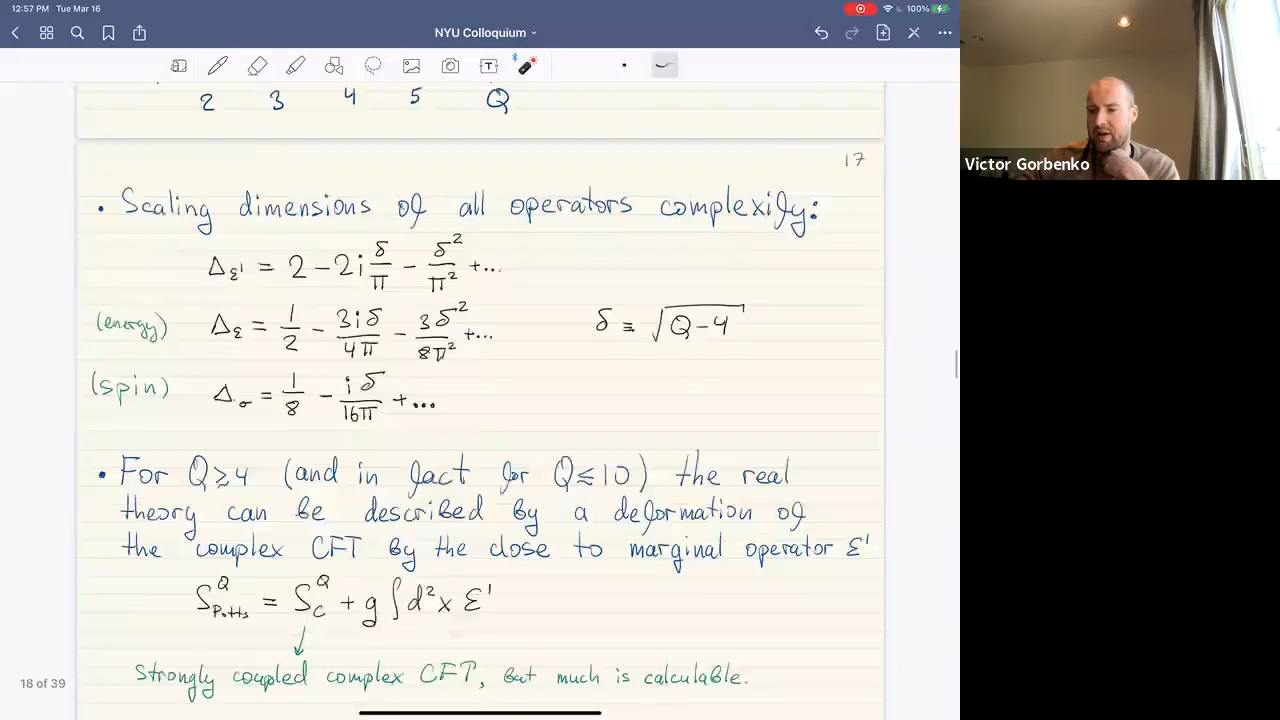 12:57 PM Tue Mar 16
100%
NYU Colloquium
T
2 3 4 5 Q
17
• Scaling dimensions of all operators complexify:
Δ_ε' = 2 − 2i δ/π − δ²/π² + ...
(energy) Δ_ε = 1/2 − 3iδ/4π − 3δ²/8π² + ... δ ≡ √(Q−4)
(spin) Δ_σ = 1/8 − iδ/16π + ...
• For Q ⩾ 4 (and in fact for Q ⩽ 10) the real
theory can be described by a deformation of
the complex CFT by the close to marginal operator ε'
S^Q_Potts = S^Q_C + g ∫ d²x ε'
Strongly coupled complex CFT, but much is calculable.
18 of 39
Victor Gorbenko